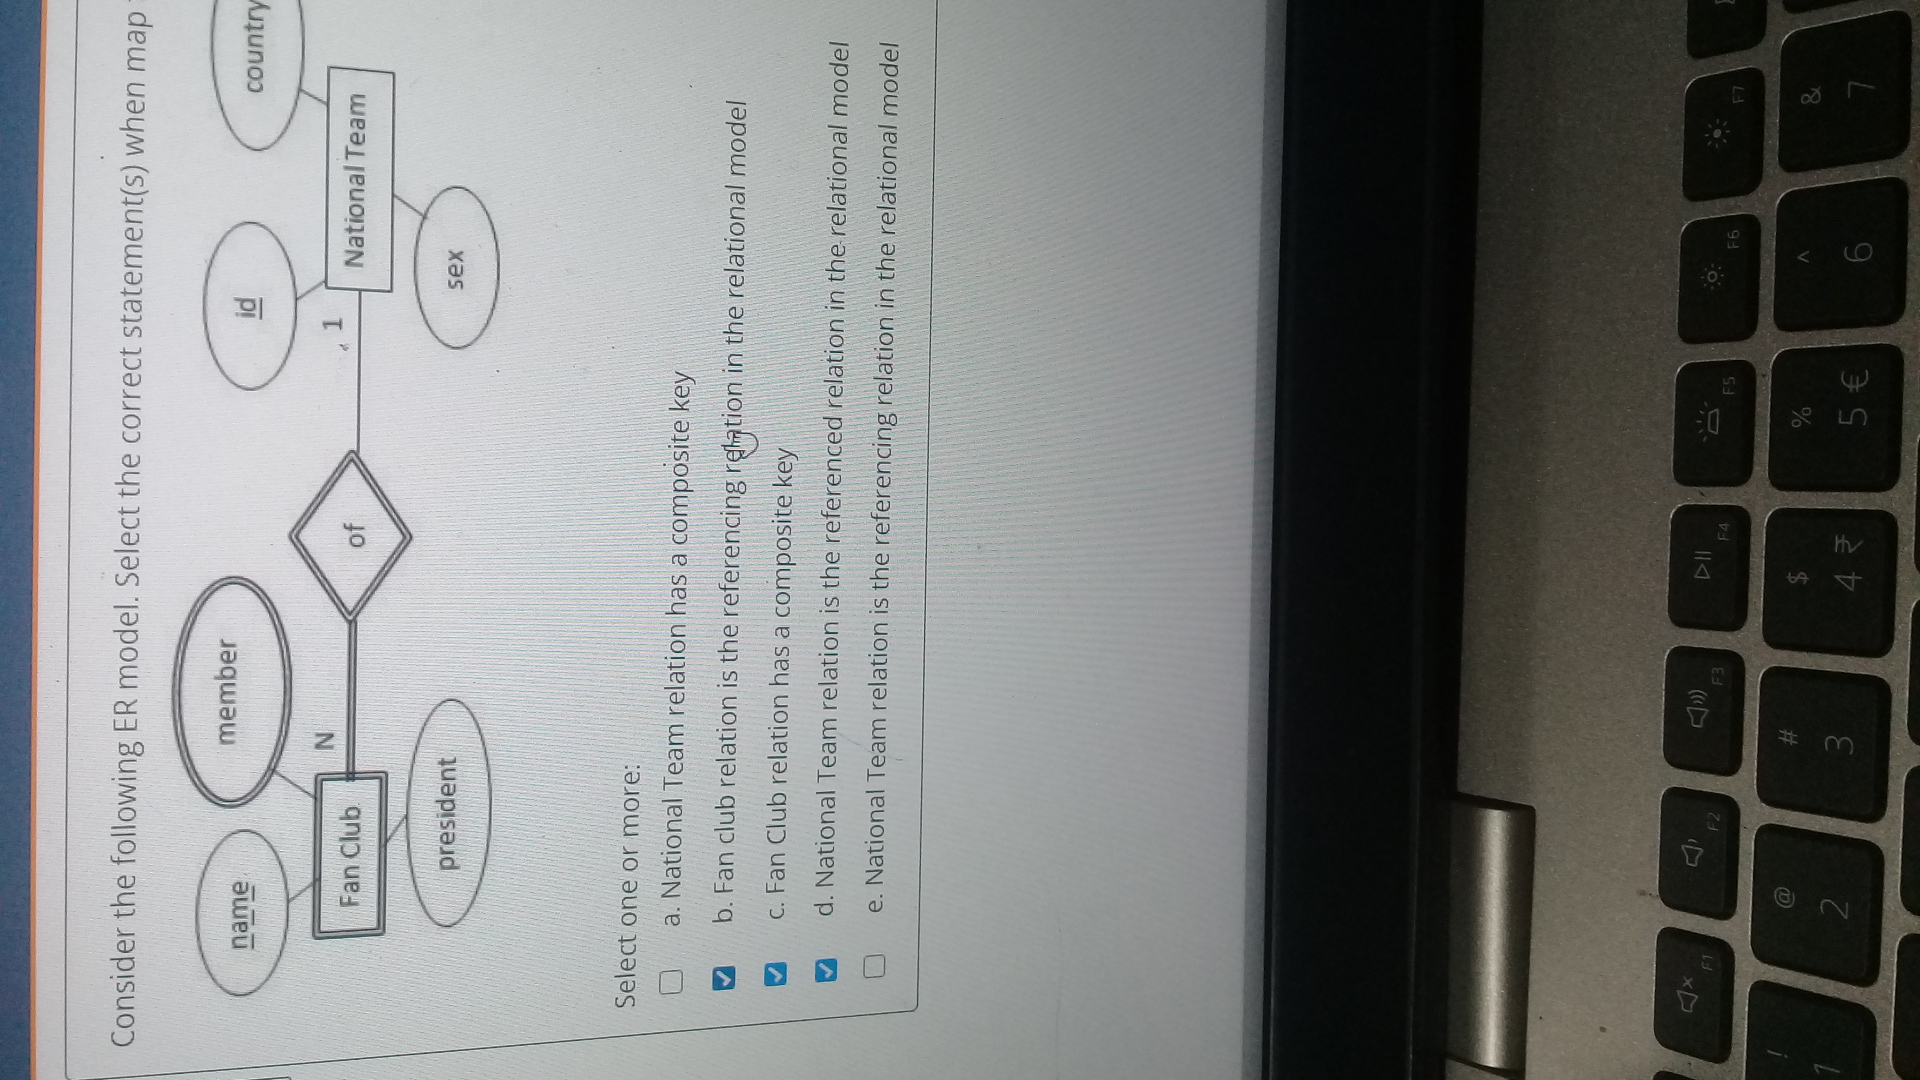 Consider the following ER model. Select the correct statement(s) when map
name
member
id
country
N
1
Fan Club
of
National Team
president
sex
Select one or more:
a. National Team relation has a composite key
b. Fan club relation is the referencing relation in the relational model
c. Fan Club relation has a composite key
d. National Team relation is the referenced relation in the relational model
e. National Team relation is the referencing relation in the relational model
F1 F2 F3 F4 F5 F6 F7
! @ # $ % ^ &
1 2 3 4 ₹ 5 € 6 7